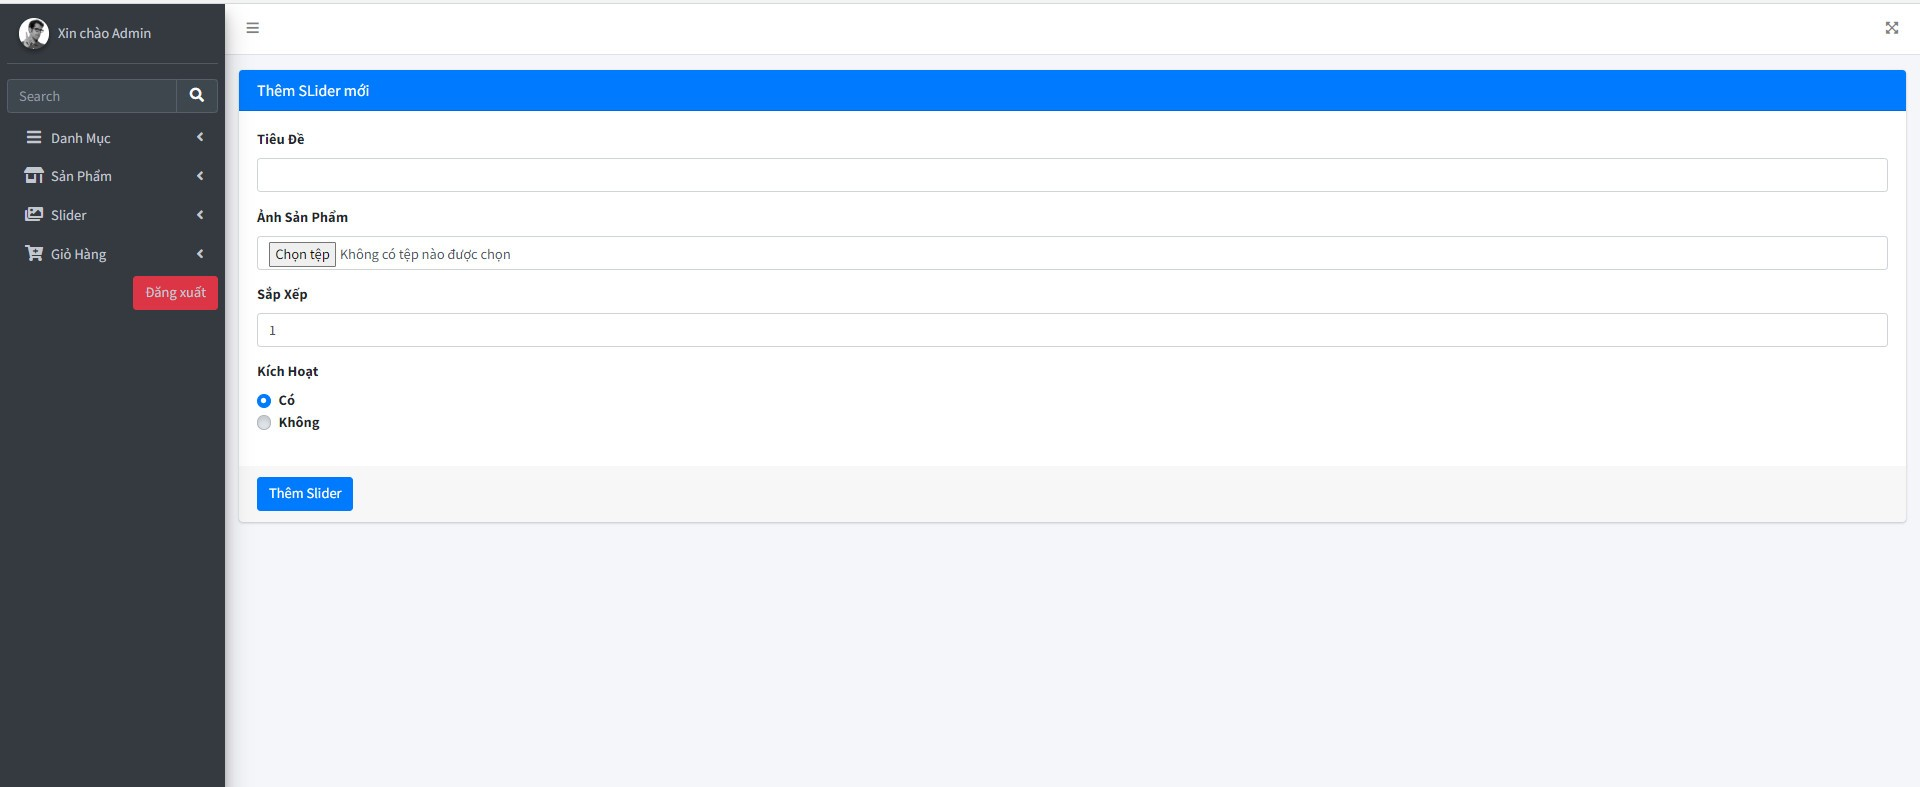 Xin chào Admin
Search
Danh Mục
Sản Phẩm
Slider
Giỏ Hàng
Đăng xuất
Thêm SLider mới
Tiêu Đề
Ảnh Sản Phẩm
Chọn tệp Không có tệp nào được chọn
Sắp Xếp
1
Kích Hoạt
Có
Không
Thêm Slider